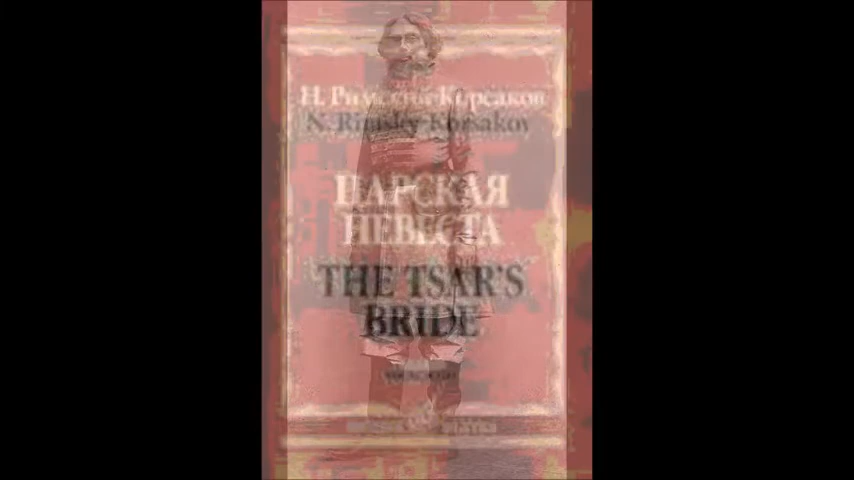 Н. Римский-Корсаков
N. Rimsky-Korsakov
ЦАРСКАЯ
НЕВЕСТА
THE TSAR'S
BRIDE